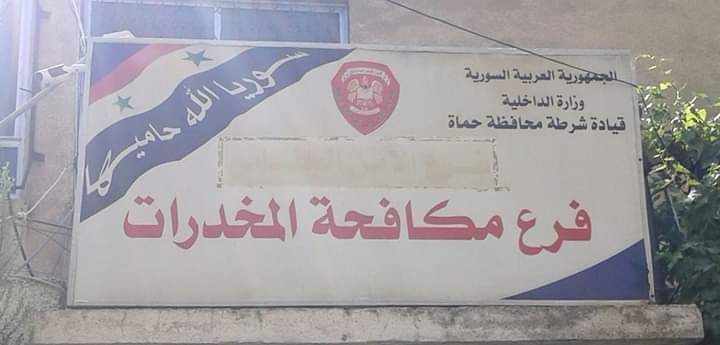 الجمهورية العربية السورية
وزارة الداخلية
قيادة شرطة محافظة حماة
سوريا الله حاميها
فرع مكافحة المخدرات